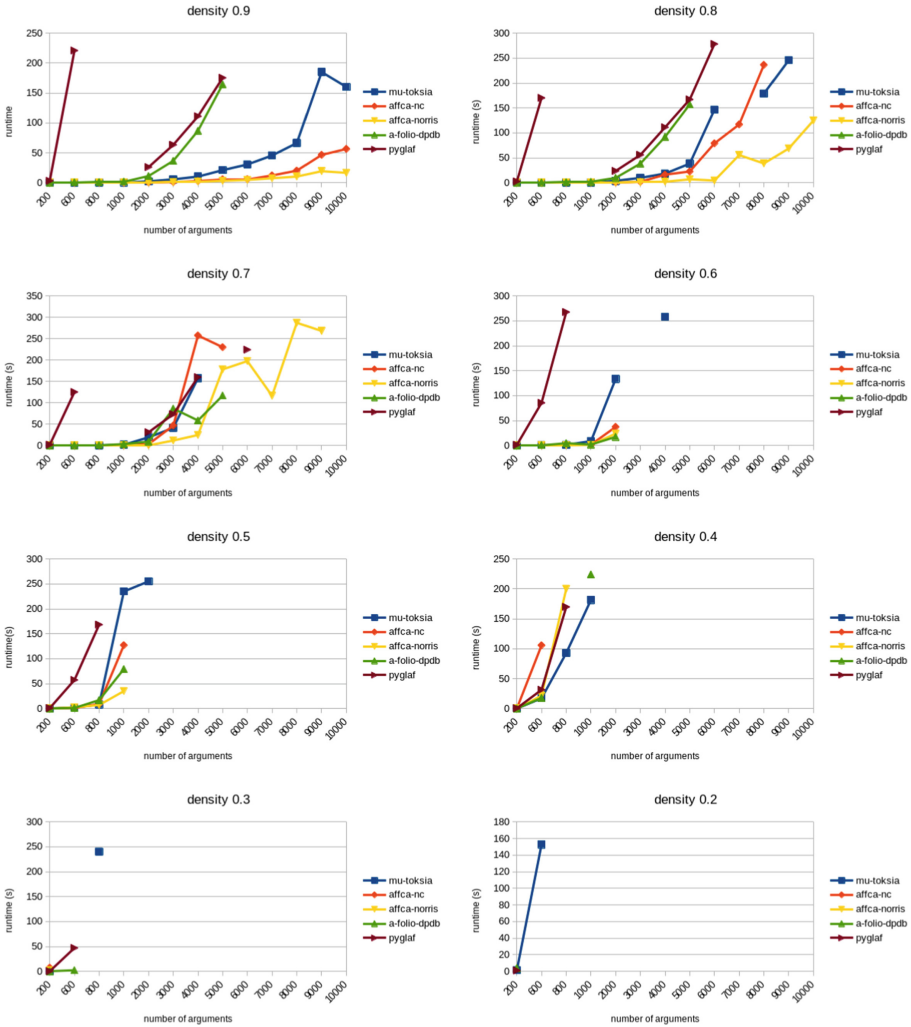 density 0.9
250
200
150
100
50
0
runtime
200
600
800
1000
2000
3000
4000
5000
6000
7000
8000
9000
10000
number of arguments
mu-toksia
affca-nc
affca-norris
a-folio-dpdb
pyglaf
density 0.8
300
250
200
150
100
50
0
runtime (s)
200
600
800
1000
2000
3000
4000
5000
6000
7000
8000
9000
10000
number of arguments
mu-toksia
affca-nc
affca-norris
a-folio-dpdb
pyglaf
density 0.7
350
300
250
200
150
100
50
0
runtime (s)
200
600
800
1000
2000
3000
4000
5000
6000
7000
8000
9000
10000
number of arguments
mu-toksia
affca-nc
affca-norris
a-folio-dpdb
pyglaf
density 0.6
300
250
200
150
100
50
0
runtime (s)
200
600
800
1000
2000
3000
4000
5000
6000
7000
8000
9000
10000
number of arguments
mu-toksia
affca-nc
affca-norris
a-folio-dpdb
pyglaf
density 0.5
300
250
200
150
100
50
0
runtime(s)
200
600
800
1000
2000
3000
4000
5000
6000
7000
8000
9000
10000
number of arguments
mu-toksia
affca-nc
affca-norris
a-folio-dpdb
pyglaf
density 0.4
250
200
150
100
50
0
runtime (s)
200
600
800
1000
2000
3000
4000
5000
6000
7000
8000
9000
10000
number of arguments
mu-toksia
affca-nc
affca-norris
a-folio-dpdb
pyglaf
density 0.3
300
250
200
150
100
50
0
runtime (s)
200
600
800
1000
2000
3000
4000
5000
6000
7000
8000
9000
10000
number of arguments
mu-toksia
affca-nc
affca-norris
a-folio-dpdb
pyglaf
density 0.2
180
160
140
120
100
80
60
40
20
0
runtime (s)
200
600
800
1000
2000
3000
4000
5000
6000
7000
8000
9000
10000
number of arguments
mu-toksia
affca-nc
affca-norris
a-folio-dpdb
pyglaf